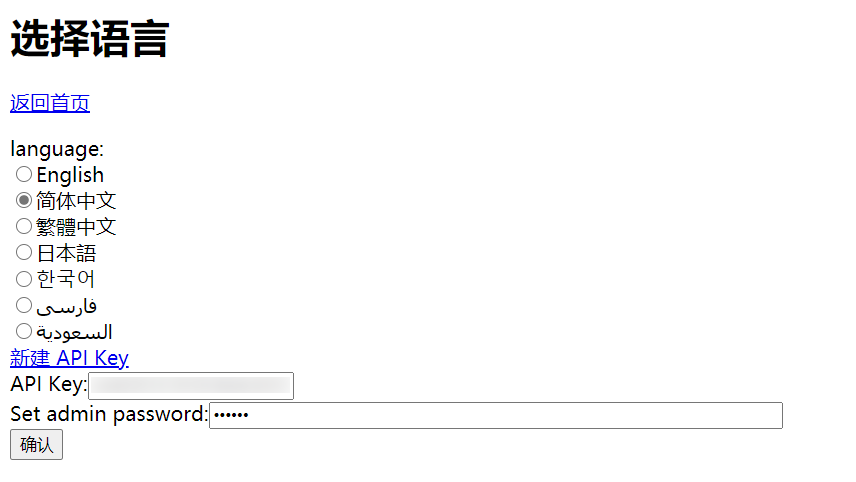 选择语言
返回首页
language:
English
简体中文
繁體中文
日本語
한국어
فارسی
السعودية
新建 API Key
API Key:
Set admin password: ••••••
确认